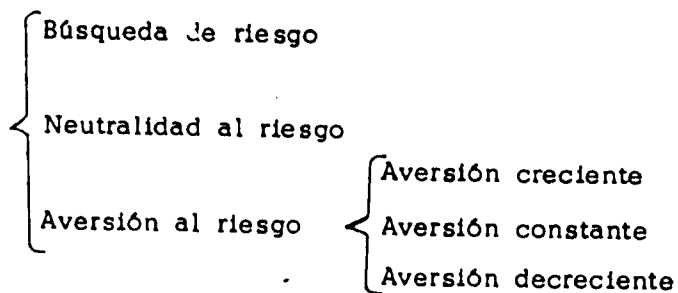 Búsqueda de riesgo
Neutralidad al riesgo
Aversión creciente
Aversión al riesgo
Aversión constante
Aversión decreciente